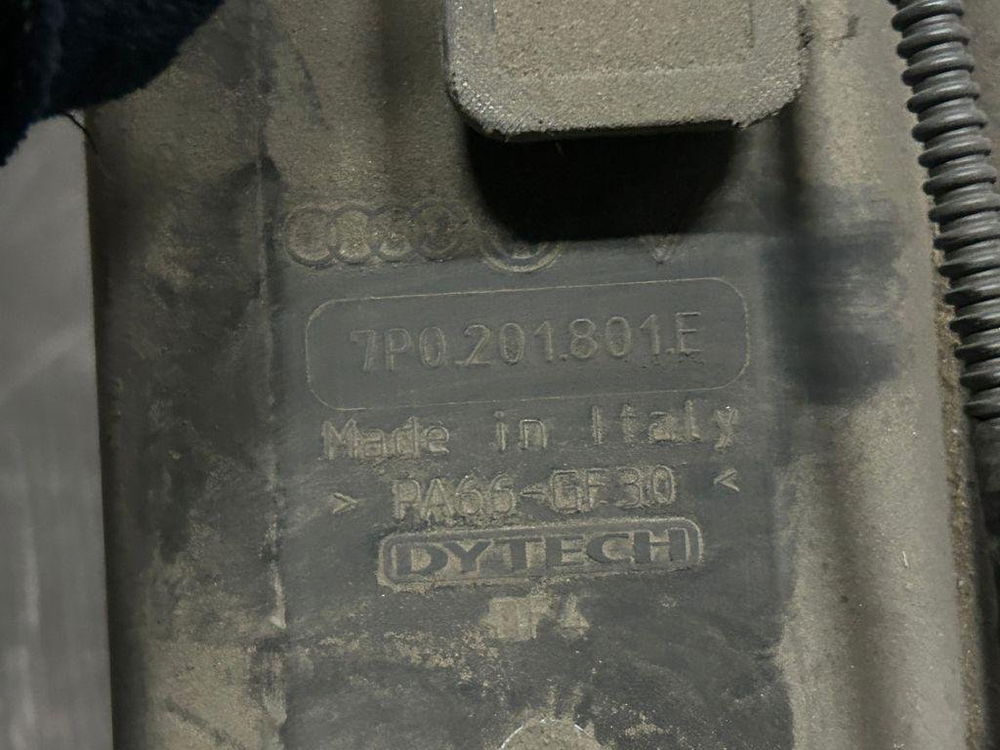 7P0.201.801.E
Made in Italy
> PA66-GF30 <
DYTECH